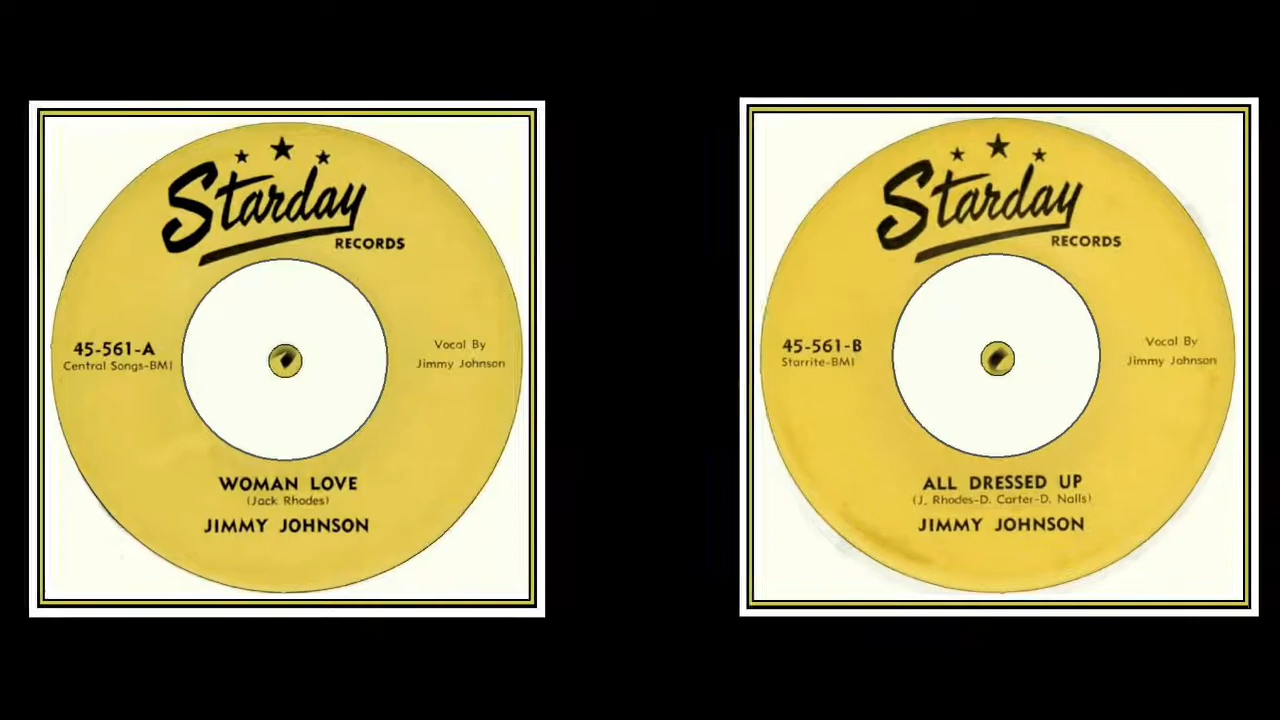 Starday
RECORDS
45-561-A
Central Songs-BMI
Vocal By
Jimmy Johnson
WOMAN LOVE
(Jack Rhodes)
JIMMY JOHNSON
Starday
RECORDS
45-561-B
Starrite-BMI
Vocal By
Jimmy Johnson
ALL DRESSED UP
(J. Rhodes-D. Carter-D. Nalls)
JIMMY JOHNSON